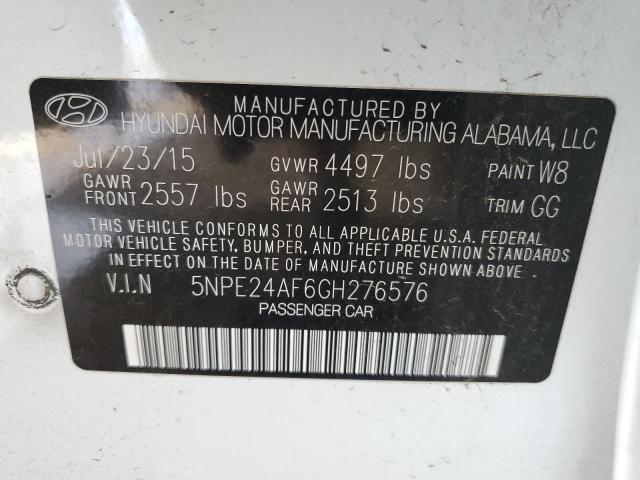 MANUFACTURED BY
HYUNDAI MOTOR MANUFACTURING ALABAMA, LLC
Jul/23/15 GVWR 4497 lbs PAINT W8
GAWR FRONT 2557 lbs GAWR REAR 2513 lbs TRIM GG
THIS VEHICLE CONFORMS TO ALL APPLICABLE U.S.A. FEDERAL
MOTOR VEHICLE SAFETY, BUMPER, AND THEFT PREVENTION STANDARDS
IN EFFECT ON THE DATE OF MANUFACTURE SHOWN ABOVE.
V.I.N 5NPE24AF6GH276576
PASSENGER CAR